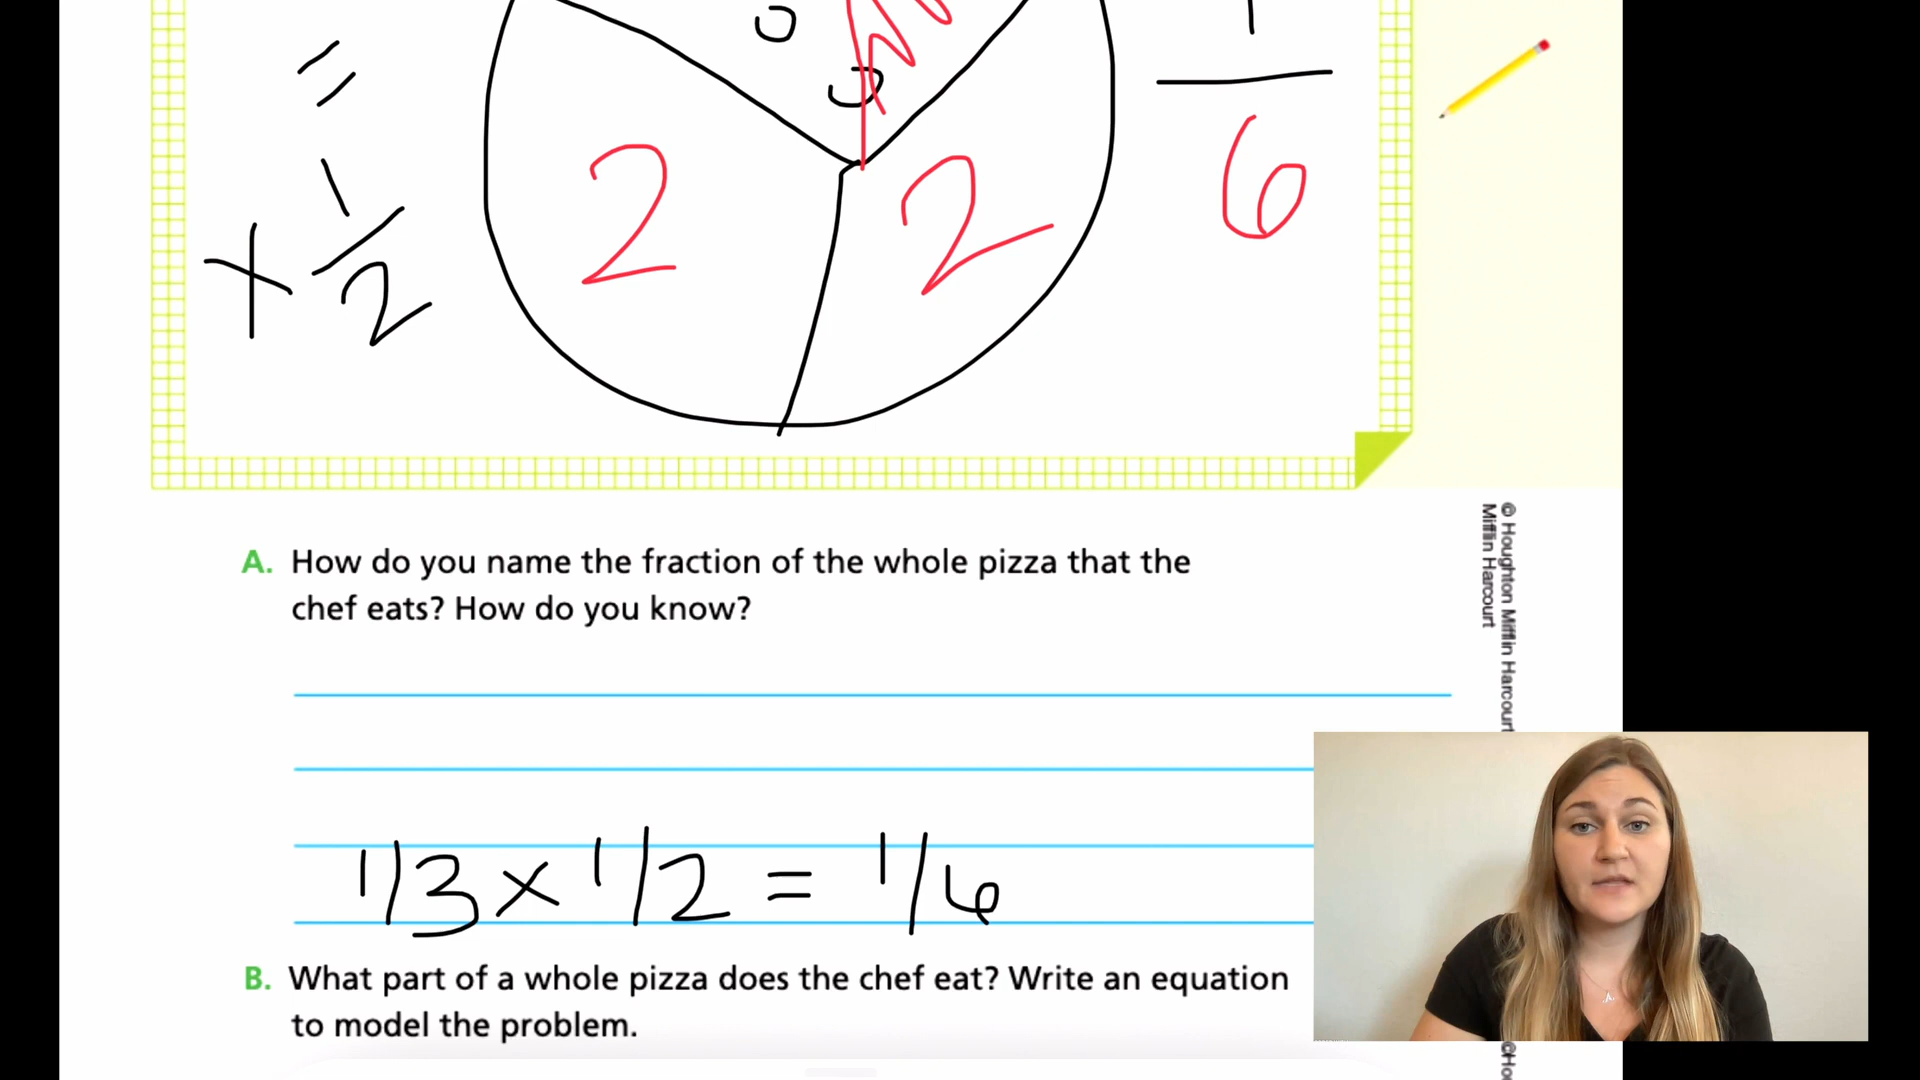 =
x 1/2
2
2
1
6
© Houghton Mifflin Harcourt
Mifflin Harcourt
A. How do you name the fraction of the whole pizza that the
chef eats? How do you know?
1/3 x 1/2 = 1/6
B. What part of a whole pizza does the chef eat? Write an equation
to model the problem.